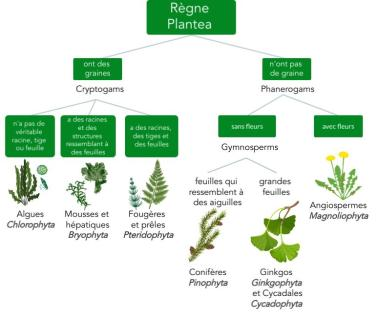 Règne
Plantea
ont des
graines
n'ont pas
de graine
Cryptogams
Phanerogams
n'a pas de
véritable
racine, tige
ou feuille
a des racines
et des
structures
ressemblant à
des feuilles
a des racines,
des tiges et
des feuilles
sans fleurs
avec fleurs
Gymnosperms
feuilles qui
ressemblent à
des aiguilles
grandes
feuilles
Algues
Chlorophyta
Mousses et
hépatiques
Bryophyta
Fougères
et prêles
Pteridophyta
Angiospermes
Magnoliophyta
Conifères
Pinophyta
Ginkgos
Ginkgophyta
et Cycadales
Cycadophyta